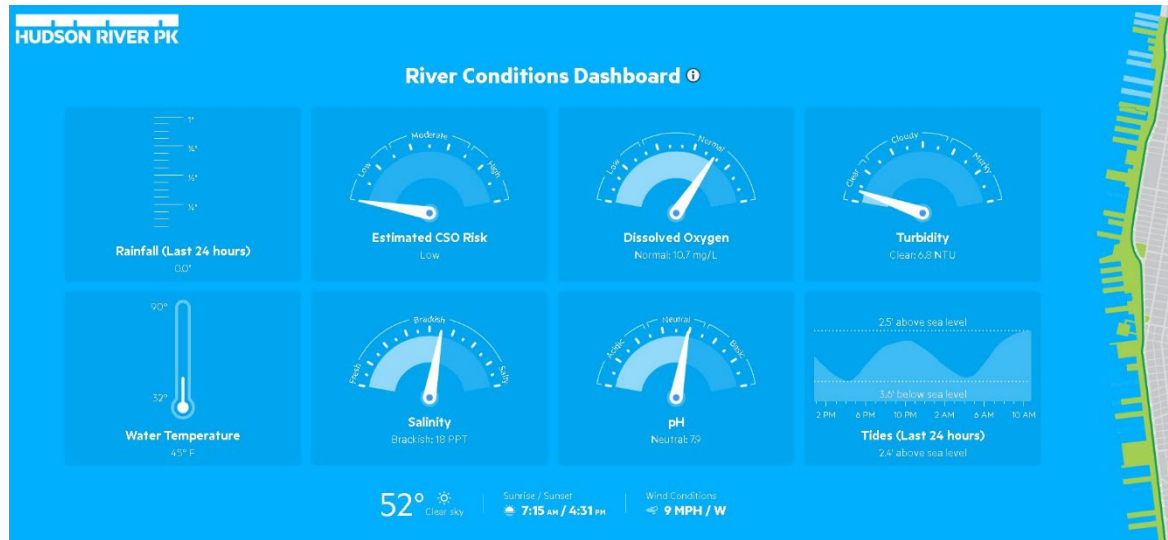 HUDSON RIVER PK
River Conditions Dashboard
1"
¾"
½"
¼"
Rainfall (Last 24 hours)
0.0"
Low
Moderate
High
Estimated CSO Risk
Low
Low
Normal
Dissolved Oxygen
Normal: 10.7 mg/L
Clear
Cloudy
Murky
Turbidity
Clear: 6.8 NTU
90°
32°
Water Temperature
45° F
Fresh
Brackish
Salty
Salinity
Brackish: 18 PPT
Acidic
Neutral
Basic
pH
Neutral: 7.9
2.5' above sea level
3.6' below sea level
2 PM 6 PM 10 PM 2 AM 6 AM 10 AM
Tides (Last 24 hours)
2.4' above sea level
52°
Clear sky
Sunrise / Sunset
7:15 AM / 4:31 PM
Wind Conditions
9 MPH / W